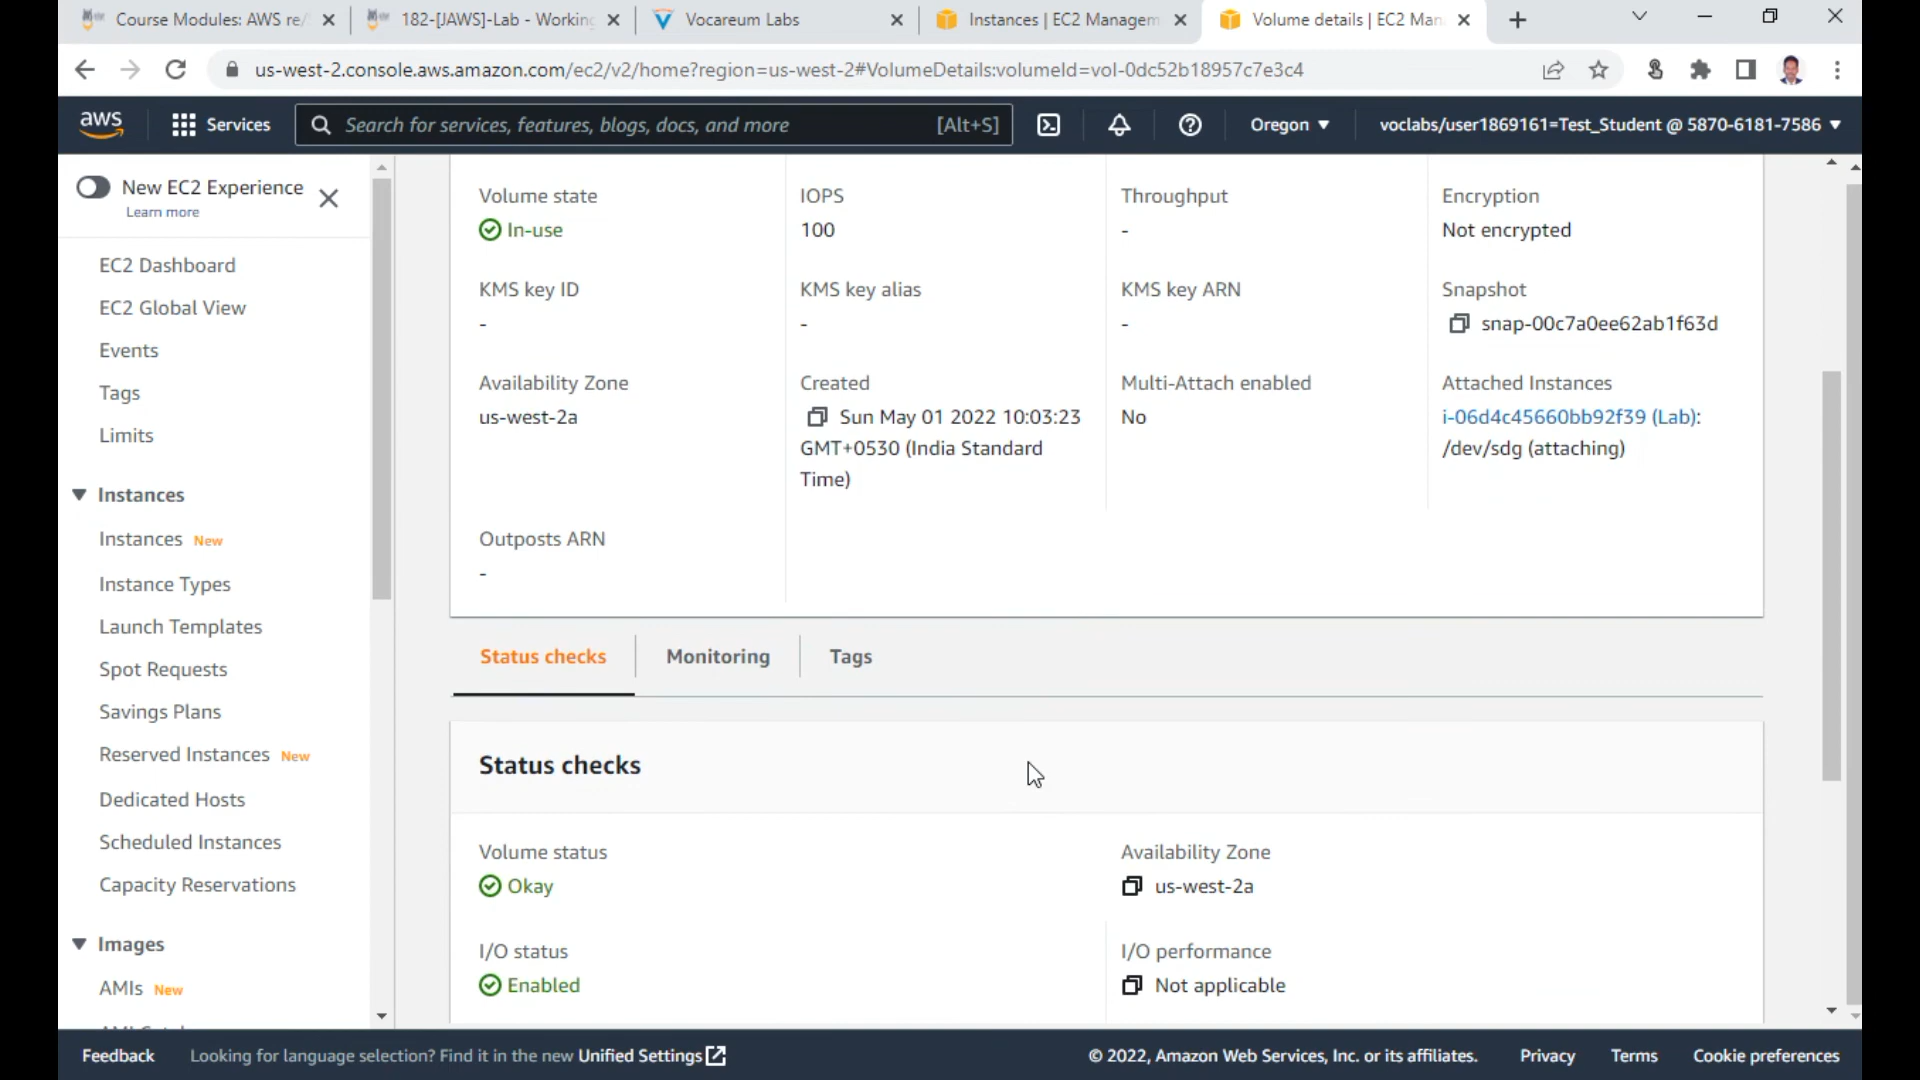 Course Modules: AWS re/
182-[JAWS]-Lab - Working
Vocareum Labs
Instances | EC2 Managem
Volume details | EC2 Man
us-west-2.console.aws.amazon.com/ec2/v2/home?region=us-west-2#VolumeDetails:volumeId=vol-0dc52b18957c7e3c4
aws
Services
Search for services, features, blogs, docs, and more
[Alt+S]
Oregon
voclabs/user1869161=Test_Student @ 5870-6181-7586
New EC2 Experience
Learn more
EC2 Dashboard
EC2 Global View
Events
Tags
Limits
Instances
Instances New
Instance Types
Launch Templates
Spot Requests
Savings Plans
Reserved Instances New
Dedicated Hosts
Scheduled Instances
Capacity Reservations
Images
AMIs New
Volume state
In-use
IOPS
100
Throughput
-
Encryption
Not encrypted
KMS key ID
-
KMS key alias
-
KMS key ARN
-
Snapshot
snap-00c7a0ee62ab1f63d
Availability Zone
us-west-2a
Created
Sun May 01 2022 10:03:23
GMT+0530 (India Standard
Time)
Multi-Attach enabled
No
Attached Instances
i-06d4c45660bb92f39 (Lab):
/dev/sdg (attaching)
Outposts ARN
-
Status checks
Monitoring
Tags
Status checks
Volume status
Okay
Availability Zone
us-west-2a
I/O status
Enabled
I/O performance
Not applicable
Feedback
Looking for language selection? Find it in the new Unified Settings
© 2022, Amazon Web Services, Inc. or its affiliates.
Privacy
Terms
Cookie preferences